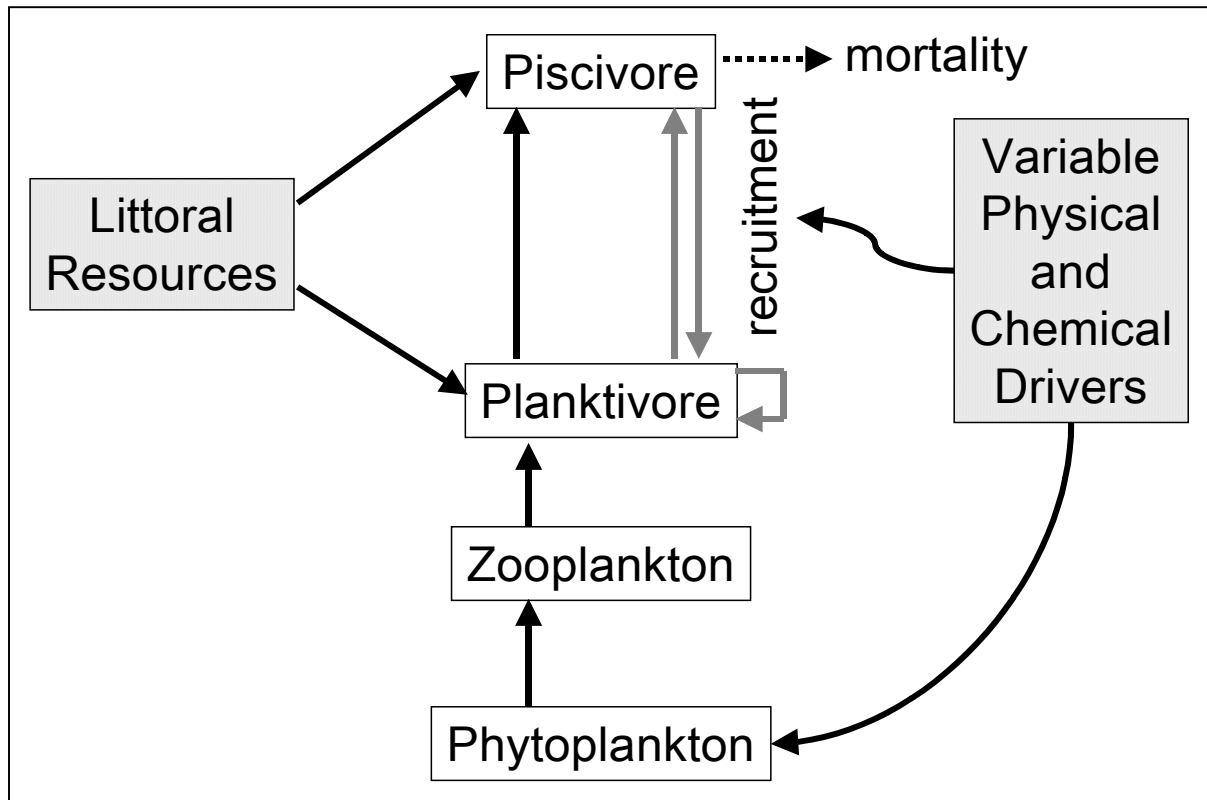 Piscivore
mortality
recruitment
Variable
Physical
and
Chemical
Drivers
Littoral
Resources
Planktivore
Zooplankton
Phytoplankton